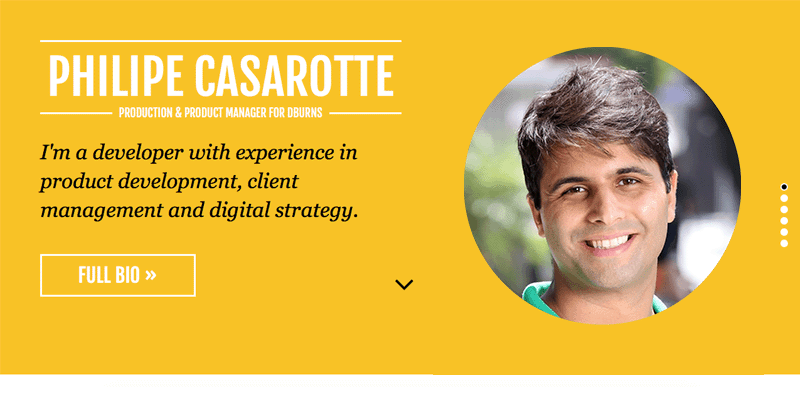 PHILIPE CASAROTTE
PRODUCTION & PRODUCT MANAGER FOR DBURNS
I'm a developer with experience in
product development, client
management and digital strategy.
FULL BIO »